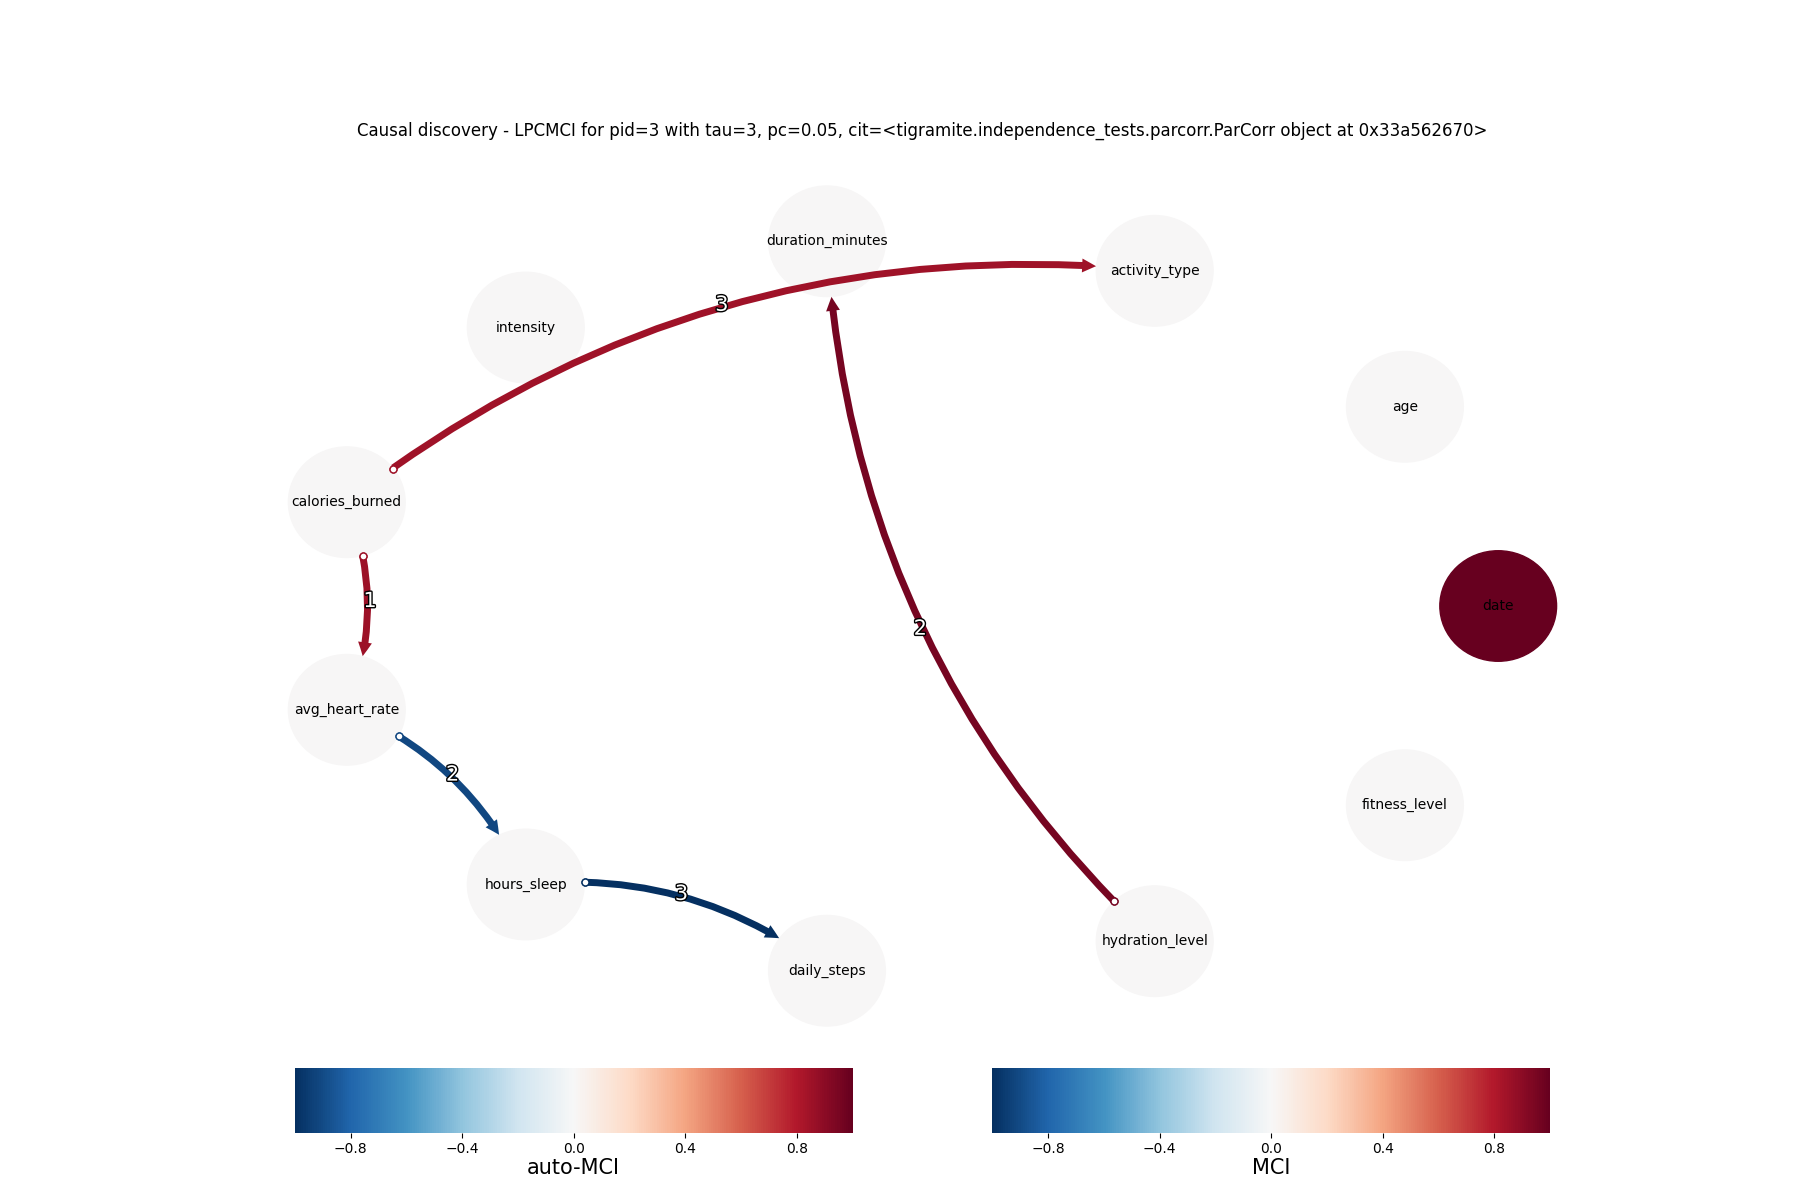 Causal discovery - LPCMCI for pid=3 with tau=3, pc=0.05, cit=<tigramite.independence_tests.parcorr.ParCorr object at 0x33a562670>
duration_minutes
activity_type
3
intensity
age
calories_burned
1
date
2
avg_heart_rate
2
fitness_level
hours_sleep
3
hydration_level
daily_steps
−0.8 −0.4 0.0 0.4 0.8
auto-MCI
−0.8 −0.4 0.0 0.4 0.8
MCI